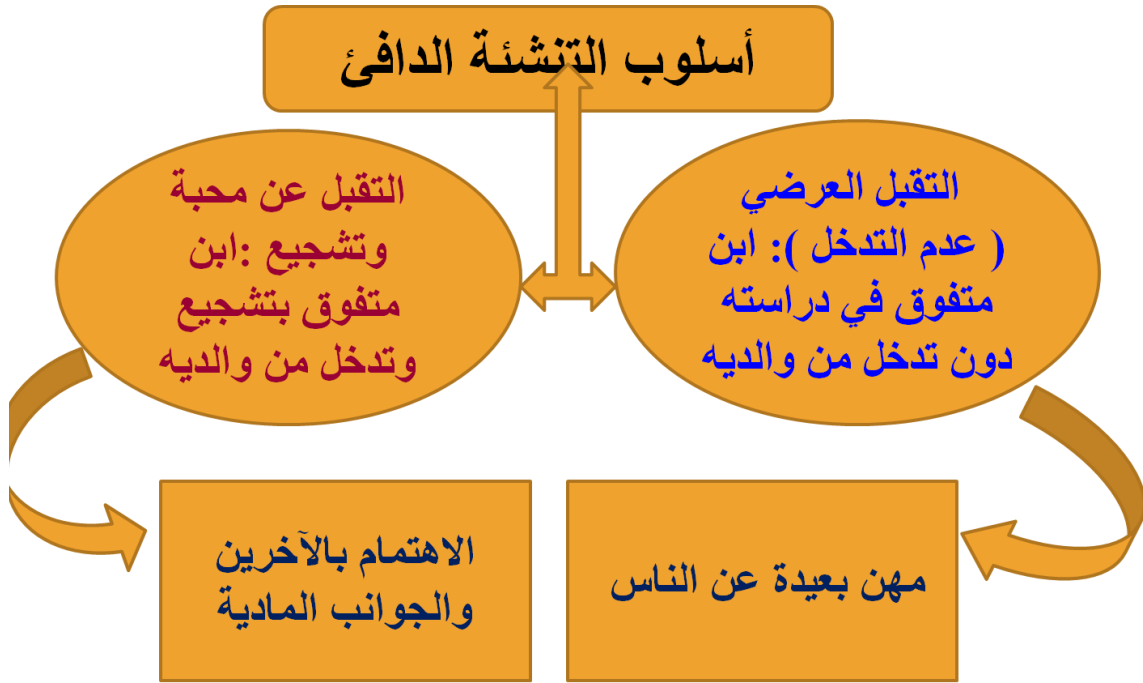 أسلوب التنشئة الدافئ
التقبل العرضي
( عدم التدخل ): ابن
متفوق في دراسته
دون تدخل من والديه
التقبل عن محبة
وتشجيع :ابن
متفوق بتشجيع
وتدخل من والديه
مهن بعيدة عن الناس
الاهتمام بالآخرين
والجوانب المادية